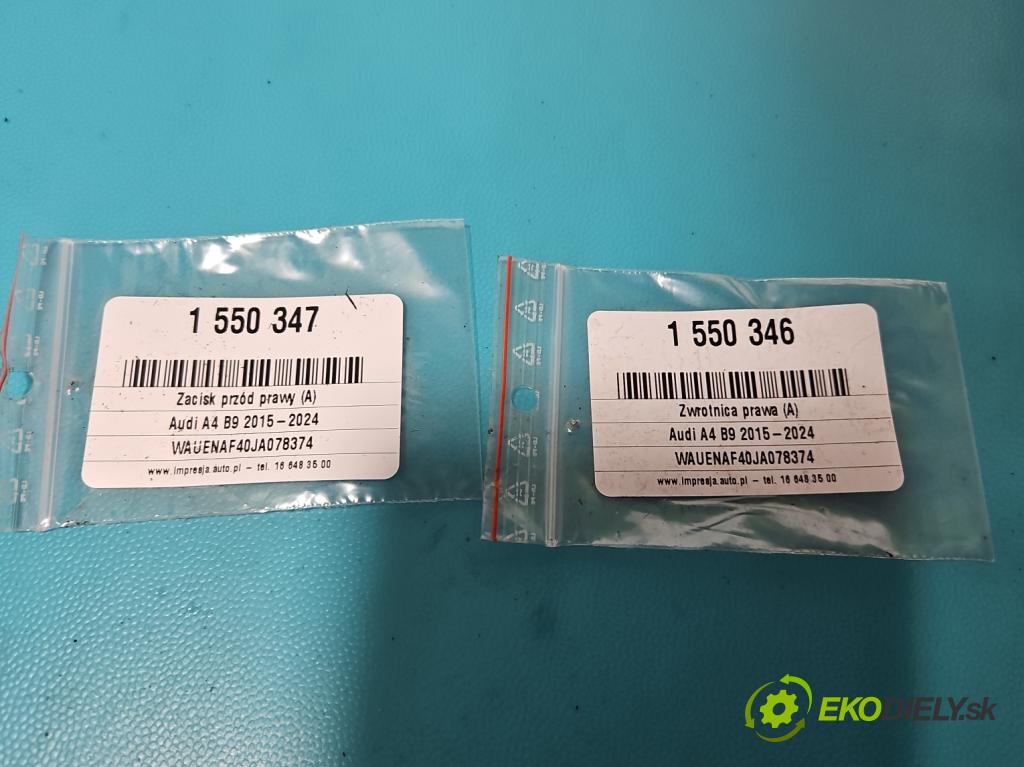 1 550 347
Zacisk przód prawy (A)
Audi A4 B9 2015-2024
WAUENAF40JA078374
www.impresja.auto.pl - tel. 16 648 35 00
1 550 346
Zwrotnica prawa (A)
Audi A4 B9 2015-2024
WAUENAF40JA078374
www.impresja.auto.pl - tel. 16 648 35 00
EKODIELY.sk